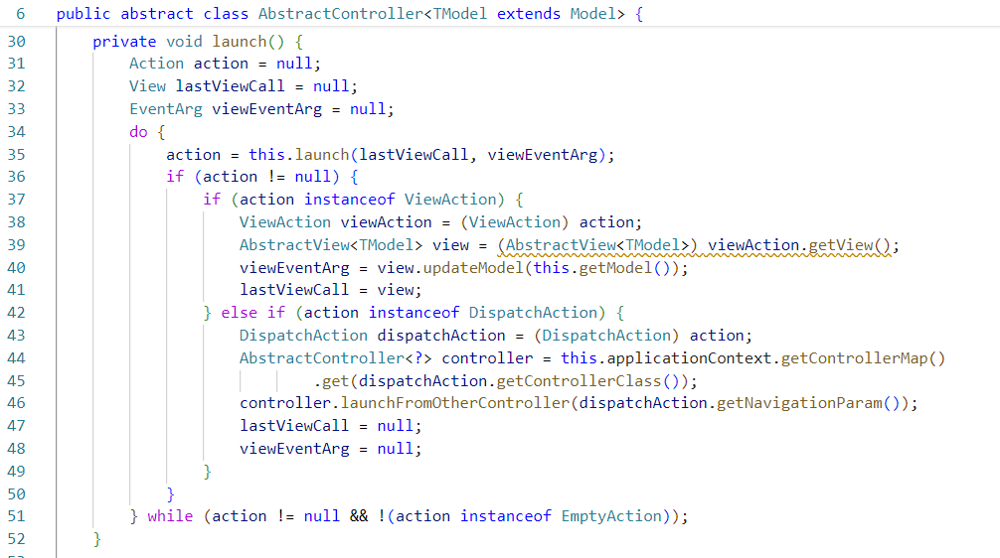 6 public abstract class AbstractController<TModel extends Model> {
30 private void launch() {
31 Action action = null;
32 View lastViewCall = null;
33 EventArg viewEventArg = null;
34 do {
35 action = this.launch(lastViewCall, viewEventArg);
36 if (action != null) {
37 if (action instanceof ViewAction) {
38 ViewAction viewAction = (ViewAction) action;
39 AbstractView<TModel> view = (AbstractView<TModel>) viewAction.getView();
40 viewEventArg = view.updateModel(this.getModel());
41 lastViewCall = view;
42 } else if (action instanceof DispatchAction) {
43 DispatchAction dispatchAction = (DispatchAction) action;
44 AbstractController<?> controller = this.applicationContext.getControllerMap()
45 .get(dispatchAction.getControllerClass());
46 controller.launchFromOtherController(dispatchAction.getNavigationParam());
47 lastViewCall = null;
48 viewEventArg = null;
49 }
50 }
51 } while (action != null && !(action instanceof EmptyAction));
52 }